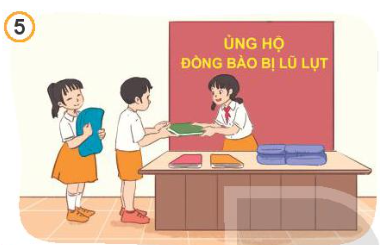 5
ỦNG HỘ
ĐỒNG BÀO BỊ LŨ LỤT